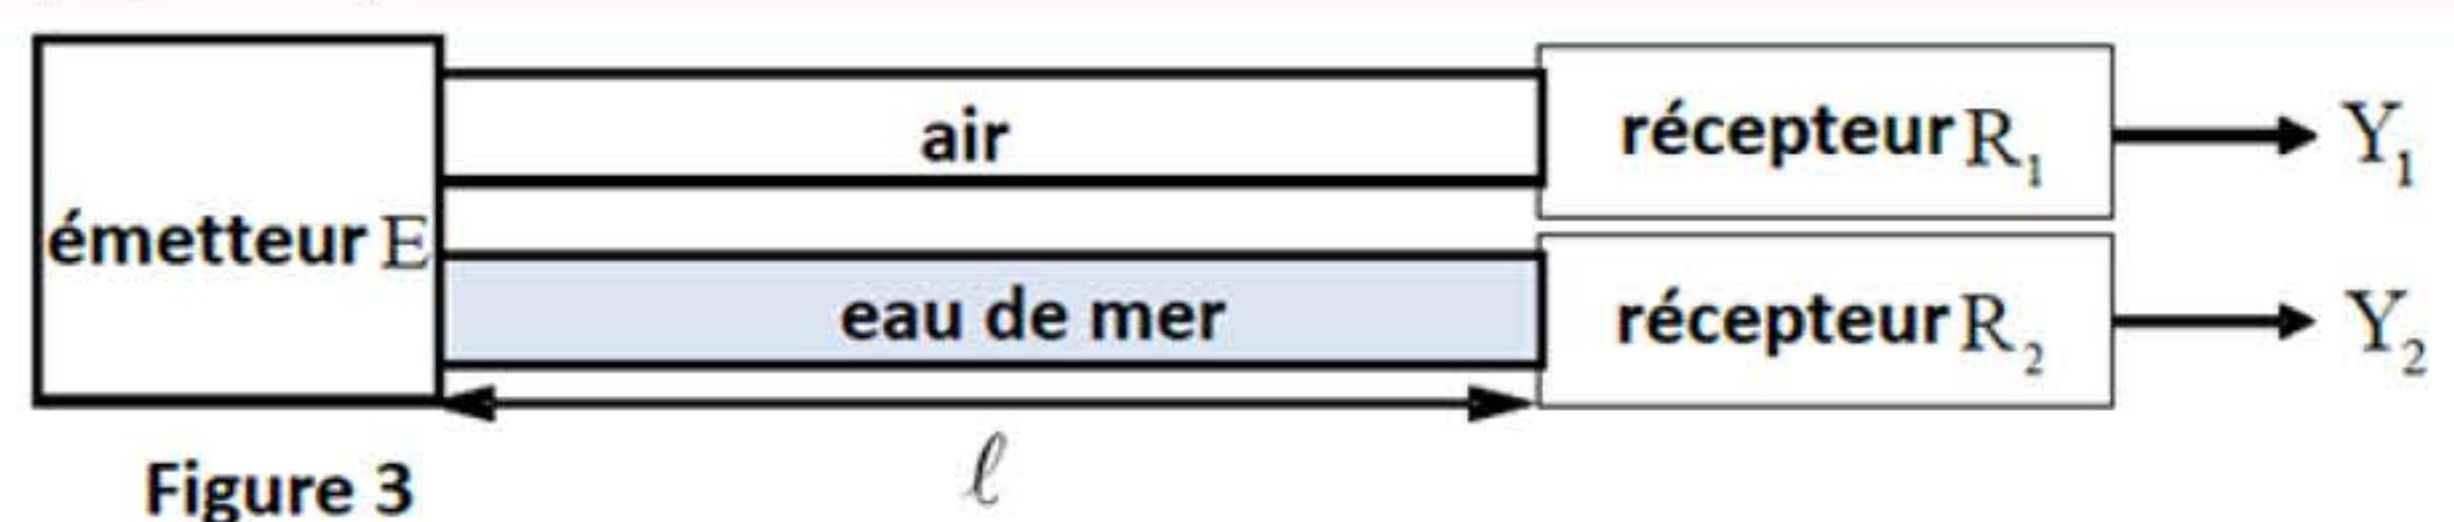 air
récepteur R₁
Y₁
émetteur E
eau de mer
récepteur R₂
Y₂
ℓ
Figure 3